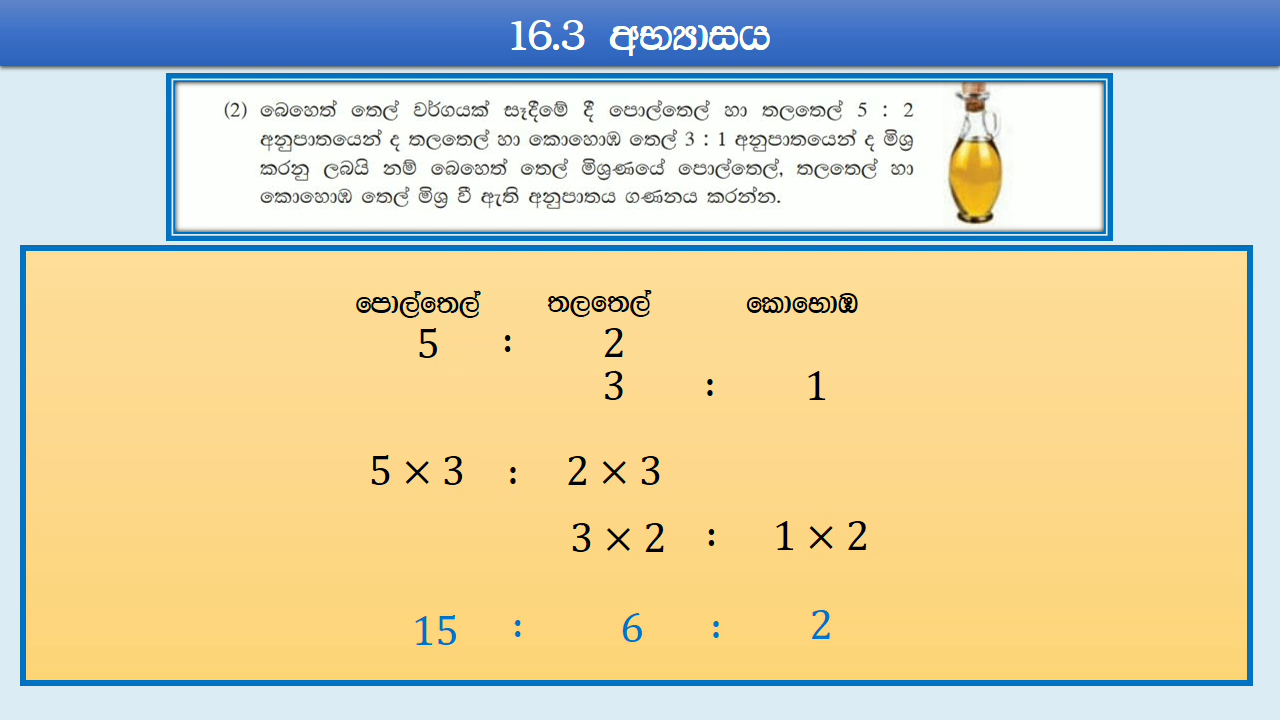 16.3 අභ්‍යාසය
(2) බෙහෙත් තෙල් වර්ගයක් සෑදීමේ දී පොල්තෙල් හා තලතෙල් 5 : 2
අනුපාතයෙන් ද තලතෙල් හා කොහොඹ තෙල් 3 : 1 අනුපාතයෙන් ද මිශ්‍ර
කරනු ලබයි නම් බෙහෙත් තෙල් මිශ්‍රණයේ පොල්තෙල්, තලතෙල් හා
කොහොඹ තෙල් මිශ්‍ර වී ඇති අනුපාතය ගණනය කරන්න.
පොල්තෙල් තලතෙල් කොහොඹ
5 : 2
3 : 1
5 × 3 : 2 × 3
3 × 2 : 1 × 2
15 : 6 : 2